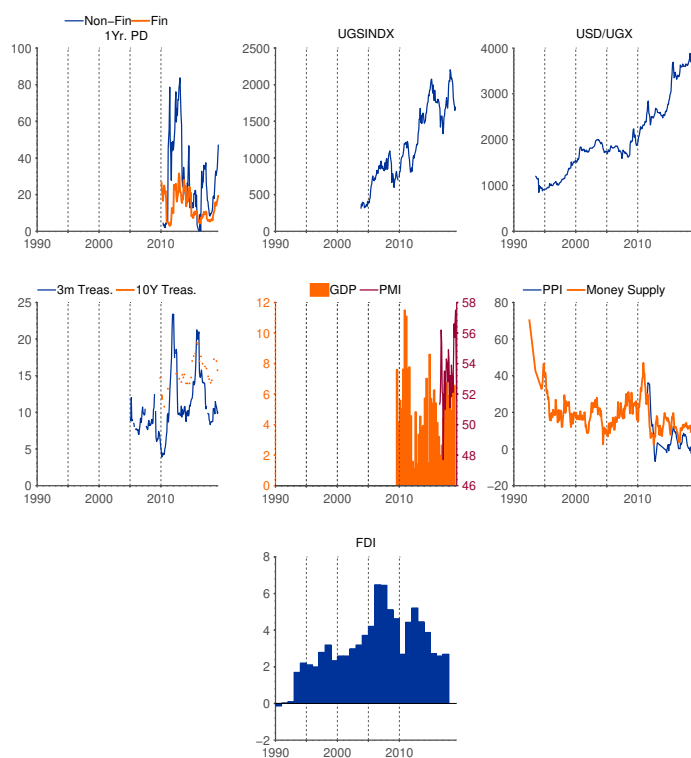 Non−Fin Fin
1Yr. PD
100
80
60
40
20
0
1990 2000 2010
UGSINDX
2500
2000
1500
1000
500
1990 2000 2010
USD/UGX
4000
3000
2000
1000
0
1990 2000 2010
3m Treas. 10Y Treas.
25
20
15
10
5
0
1990 2000 2010
GDP PMI
12 58
10 56
8 54
6 52
4 50
2 48
0 46
1990 2000 2010
PPI Money Supply
80
60
40
20
0
−20
1990 2000 2010
FDI
8
6
4
2
0
−2
1990 2000 2010